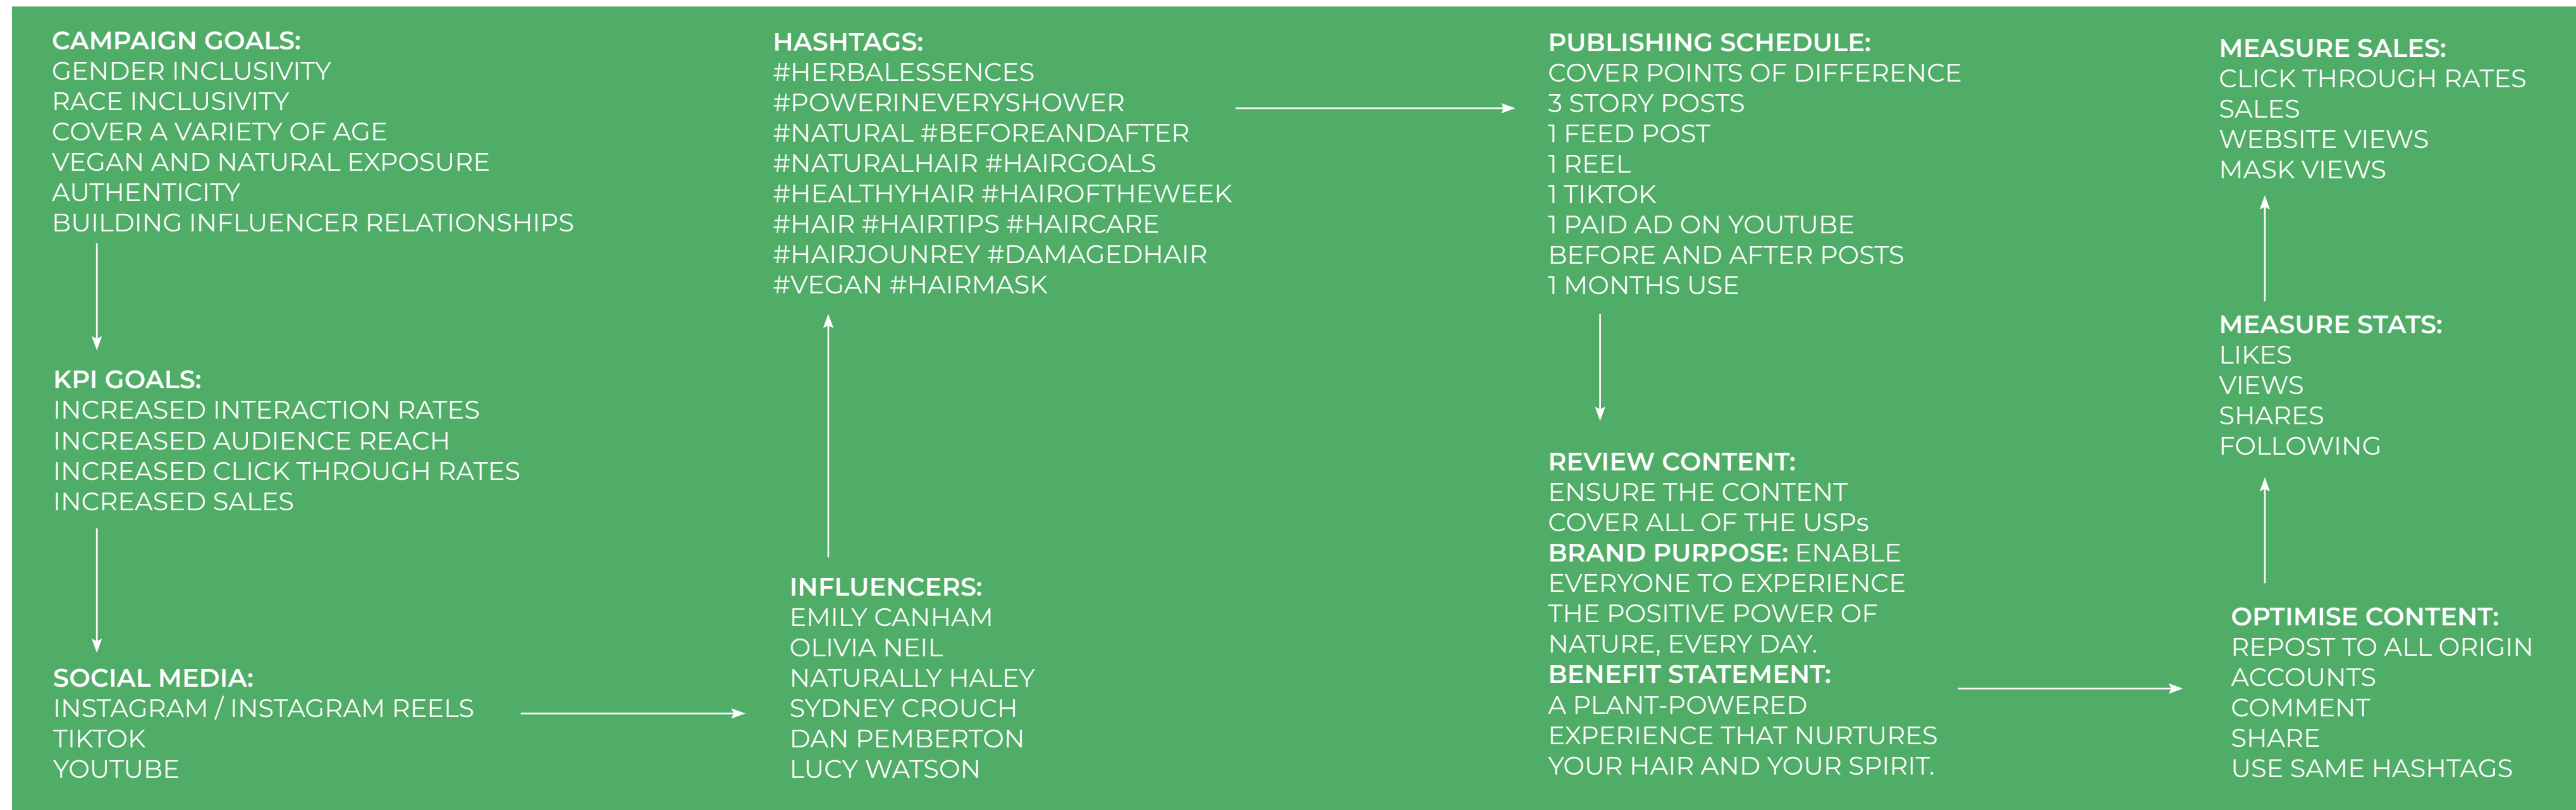 CAMPAIGN GOALS:
GENDER INCLUSIVITY
RACE INCLUSIVITY
COVER A VARIETY OF AGE
VEGAN AND NATURAL EXPOSURE
AUTHENTICITY
BUILDING INFLUENCER RELATIONSHIPS
KPI GOALS:
INCREASED INTERACTION RATES
INCREASED AUDIENCE REACH
INCREASED CLICK THROUGH RATES
INCREASED SALES
SOCIAL MEDIA:
INSTAGRAM / INSTAGRAM REELS
TIKTOK
YOUTUBE
INFLUENCERS:
EMILY CANHAM
OLIVIA NEIL
NATURALLY HALEY
SYDNEY CROUCH
DAN PEMBERTON
LUCY WATSON
HASHTAGS:
#HERBALESSENCES
#POWERINEVERYSHOWER
#NATURAL #BEFOREANDAFTER
#NATURALHAIR #HAIRGOALS
#HEALTHYHAIR #HAIROFTHEWEEK
#HAIR #HAIRTIPS #HAIRCARE
#HAIRJOUNREY #DAMAGEDHAIR
#VEGAN #HAIRMASK
PUBLISHING SCHEDULE:
COVER POINTS OF DIFFERENCE
3 STORY POSTS
1 FEED POST
1 REEL
1 TIKTOK
1 PAID AD ON YOUTUBE
BEFORE AND AFTER POSTS
1 MONTHS USE
REVIEW CONTENT:
ENSURE THE CONTENT
COVER ALL OF THE USPs
BRAND PURPOSE: ENABLE
EVERYONE TO EXPERIENCE
THE POSITIVE POWER OF
NATURE, EVERY DAY.
BENEFIT STATEMENT:
A PLANT-POWERED
EXPERIENCE THAT NURTURES
YOUR HAIR AND YOUR SPIRIT.
OPTIMISE CONTENT:
REPOST TO ALL ORIGIN
ACCOUNTS
COMMENT
SHARE
USE SAME HASHTAGS
MEASURE STATS:
LIKES
VIEWS
SHARES
FOLLOWING
MEASURE SALES:
CLICK THROUGH RATES
SALES
WEBSITE VIEWS
MASK VIEWS